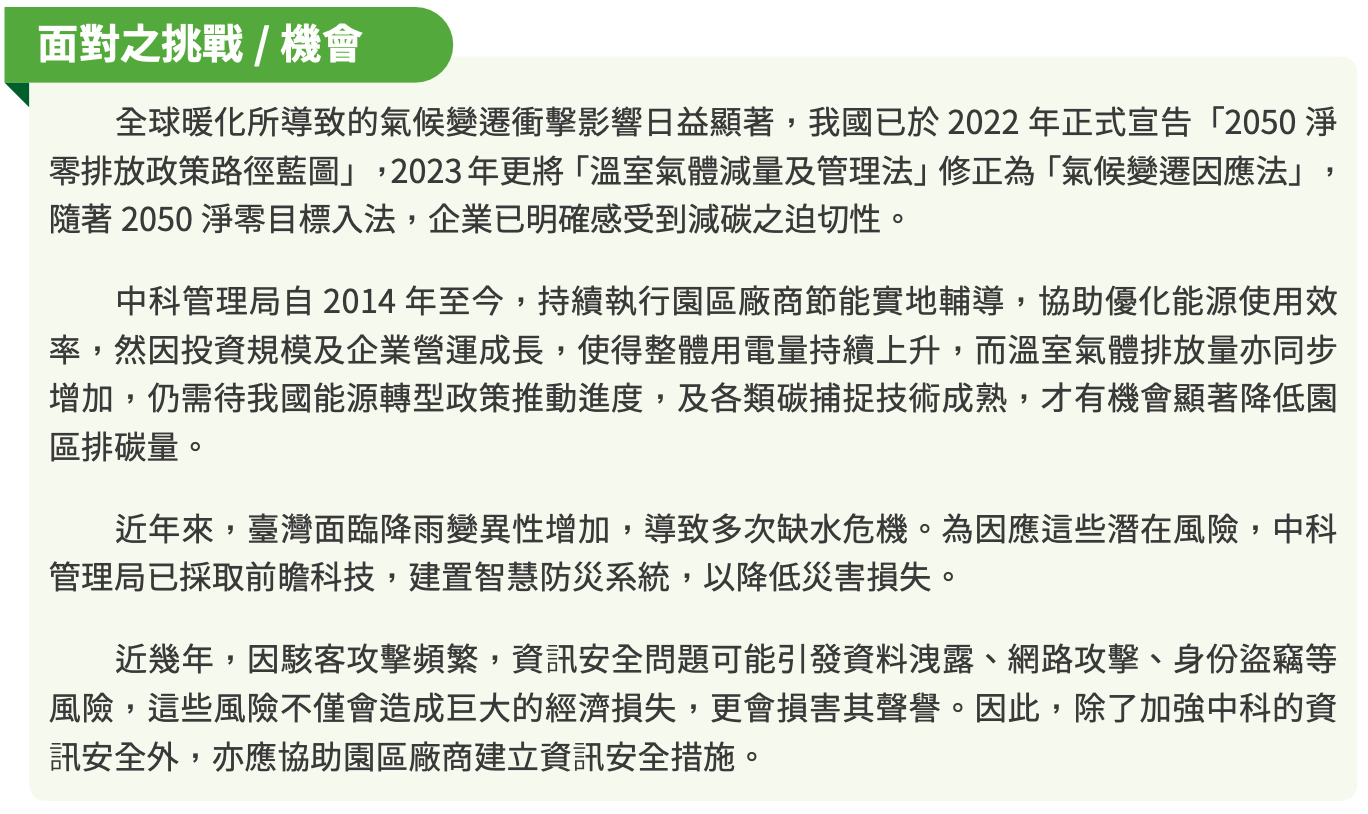 面對之挑戰 / 機會
全球暖化所導致的氣候變遷衝擊影響日益顯著，我國已於 2022 年正式宣告「2050 淨
零排放政策路徑藍圖」，2023 年更將「溫室氣體減量及管理法」修正為「氣候變遷因應法」，
隨著 2050 淨零目標入法，企業已明確感受到減碳之迫切性。
中科管理局自 2014 年至今，持續執行園區廠商節能實地輔導，協助優化能源使用效
率，然因投資規模及企業營運成長，使得整體用電量持續上升，而溫室氣體排放量亦同步
增加，仍需待我國能源轉型政策推動進度，及各類碳捕捉技術成熟，才有機會顯著降低園
區排碳量。
近年來，臺灣面臨降雨變異性增加，導致多次缺水危機。為因應這些潛在風險，中科
管理局已採取前瞻科技，建置智慧防災系統，以降低災害損失。
近幾年，因駭客攻擊頻繁，資訊安全問題可能引發資料洩露、網路攻擊、身份盜竊等
風險，這些風險不僅會造成巨大的經濟損失，更會損害其聲譽。因此，除了加強中科的資
訊安全外，亦應協助園區廠商建立資訊安全措施。